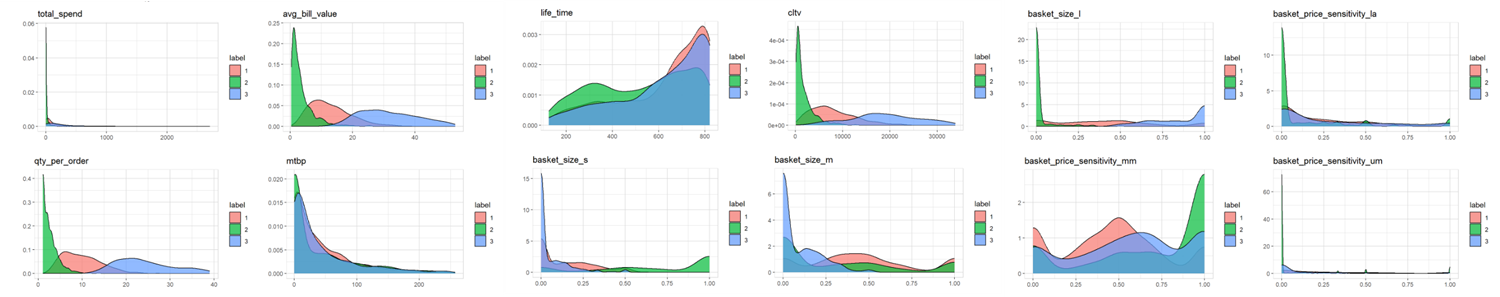 total_spend
0.06
0.04
0.02
0.00
0 1000 2000
label
1
2
3
avg_bill_value
0.25
0.20
0.15
0.10
0.05
0.00
0 20 40
label
1
2
3
life_time
0.003
0.002
0.001
0.000
200 400 600 800
label
1
2
3
cltv
4e-04
3e-04
2e-04
1e-04
0e+00
0 10000 20000 30000
label
1
2
3
basket_size_l
20
15
10
5
0
0.00 0.25 0.50 0.75 1.00
label
1
2
3
basket_price_sensitivity_la
10
5
0
0.00 0.25 0.50 0.75 1.00
label
1
2
3
qty_per_order
0.4
0.3
0.2
0.1
0.0
0 10 20 30 40
label
1
2
3
mtbp
0.020
0.015
0.010
0.005
0.000
0 100 200
label
1
2
3
basket_size_s
15
10
5
0
0.00 0.25 0.50 0.75 1.00
label
1
2
3
basket_size_m
6
4
2
0
0.00 0.25 0.50 0.75 1.00
label
1
2
3
basket_price_sensitivity_mm
2
1
0
0.00 0.25 0.50 0.75 1.00
label
1
2
3
basket_price_sensitivity_um
60
40
20
0
0.00 0.25 0.50 0.75 1.00
label
1
2
3